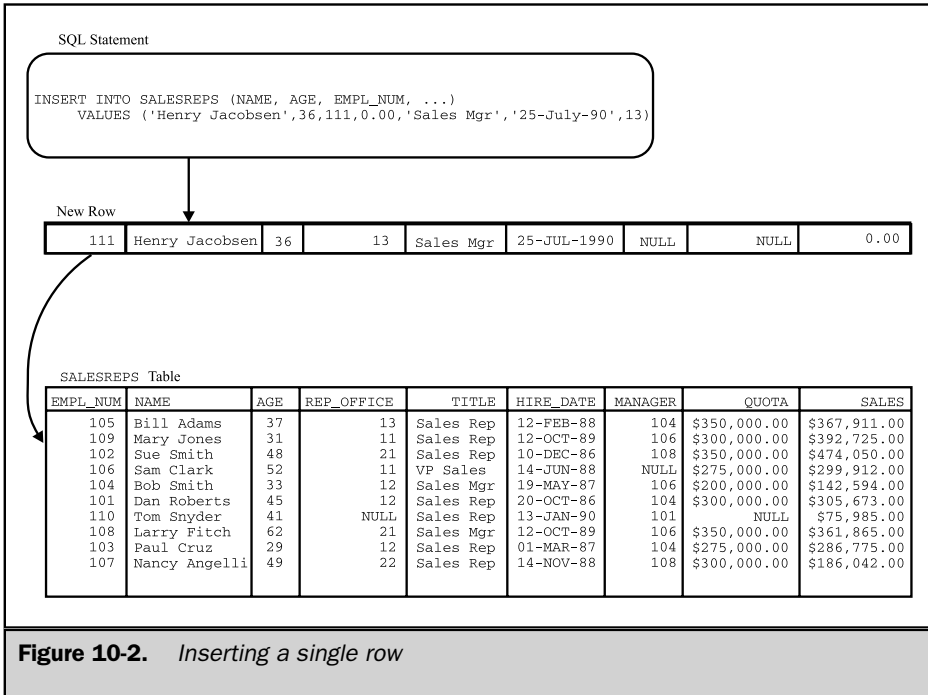 SQL Statement
INSERT INTO SALESREPS (NAME, AGE, EMPL_NUM, ...)
VALUES ('Henry Jacobsen',36,111,0.00,'Sales Mgr','25-July-90',13)
New Row
111 Henry Jacobsen 36 13 Sales Mgr 25-JUL-1990 NULL NULL 0.00
SALESREPS Table
EMPL_NUM NAME AGE REP_OFFICE TITLE HIRE_DATE MANAGER QUOTA SALES
105 Bill Adams 37 13 Sales Rep 12-FEB-88 104 $350,000.00 $367,911.00
109 Mary Jones 31 11 Sales Rep 12-OCT-89 106 $300,000.00 $392,725.00
102 Sue Smith 48 21 Sales Rep 10-DEC-86 108 $350,000.00 $474,050.00
106 Sam Clark 52 11 VP Sales 14-JUN-88 NULL $275,000.00 $299,912.00
104 Bob Smith 33 12 Sales Mgr 19-MAY-87 106 $200,000.00 $142,594.00
101 Dan Roberts 45 12 Sales Rep 20-OCT-86 104 $300,000.00 $305,673.00
110 Tom Snyder 41 NULL Sales Rep 13-JAN-90 101 NULL $75,985.00
108 Larry Fitch 62 21 Sales Mgr 12-OCT-89 106 $350,000.00 $361,865.00
103 Paul Cruz 29 12 Sales Rep 01-MAR-87 104 $275,000.00 $286,775.00
107 Nancy Angelli 49 22 Sales Rep 14-NOV-88 108 $300,000.00 $186,042.00
Figure 10-2. Inserting a single row